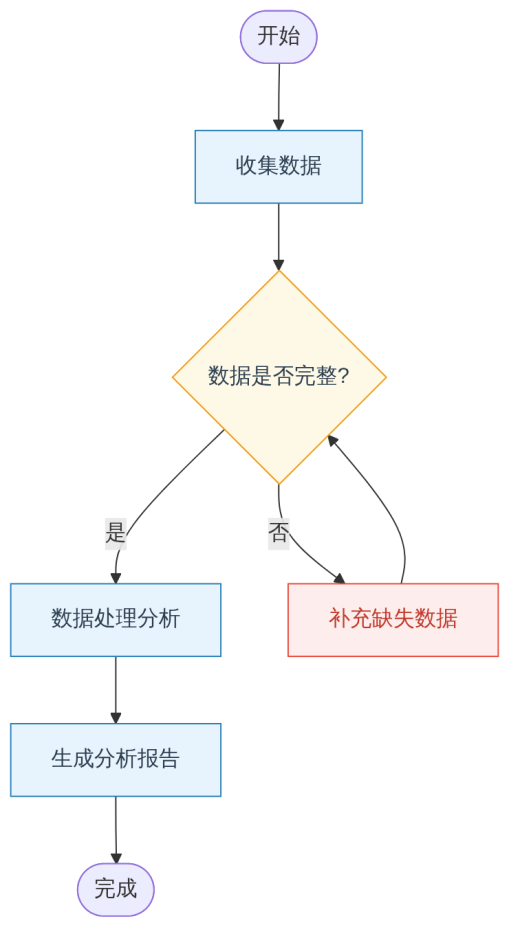 开始
收集数据
数据是否完整?
是
否
数据处理分析
补充缺失数据
生成分析报告
完成